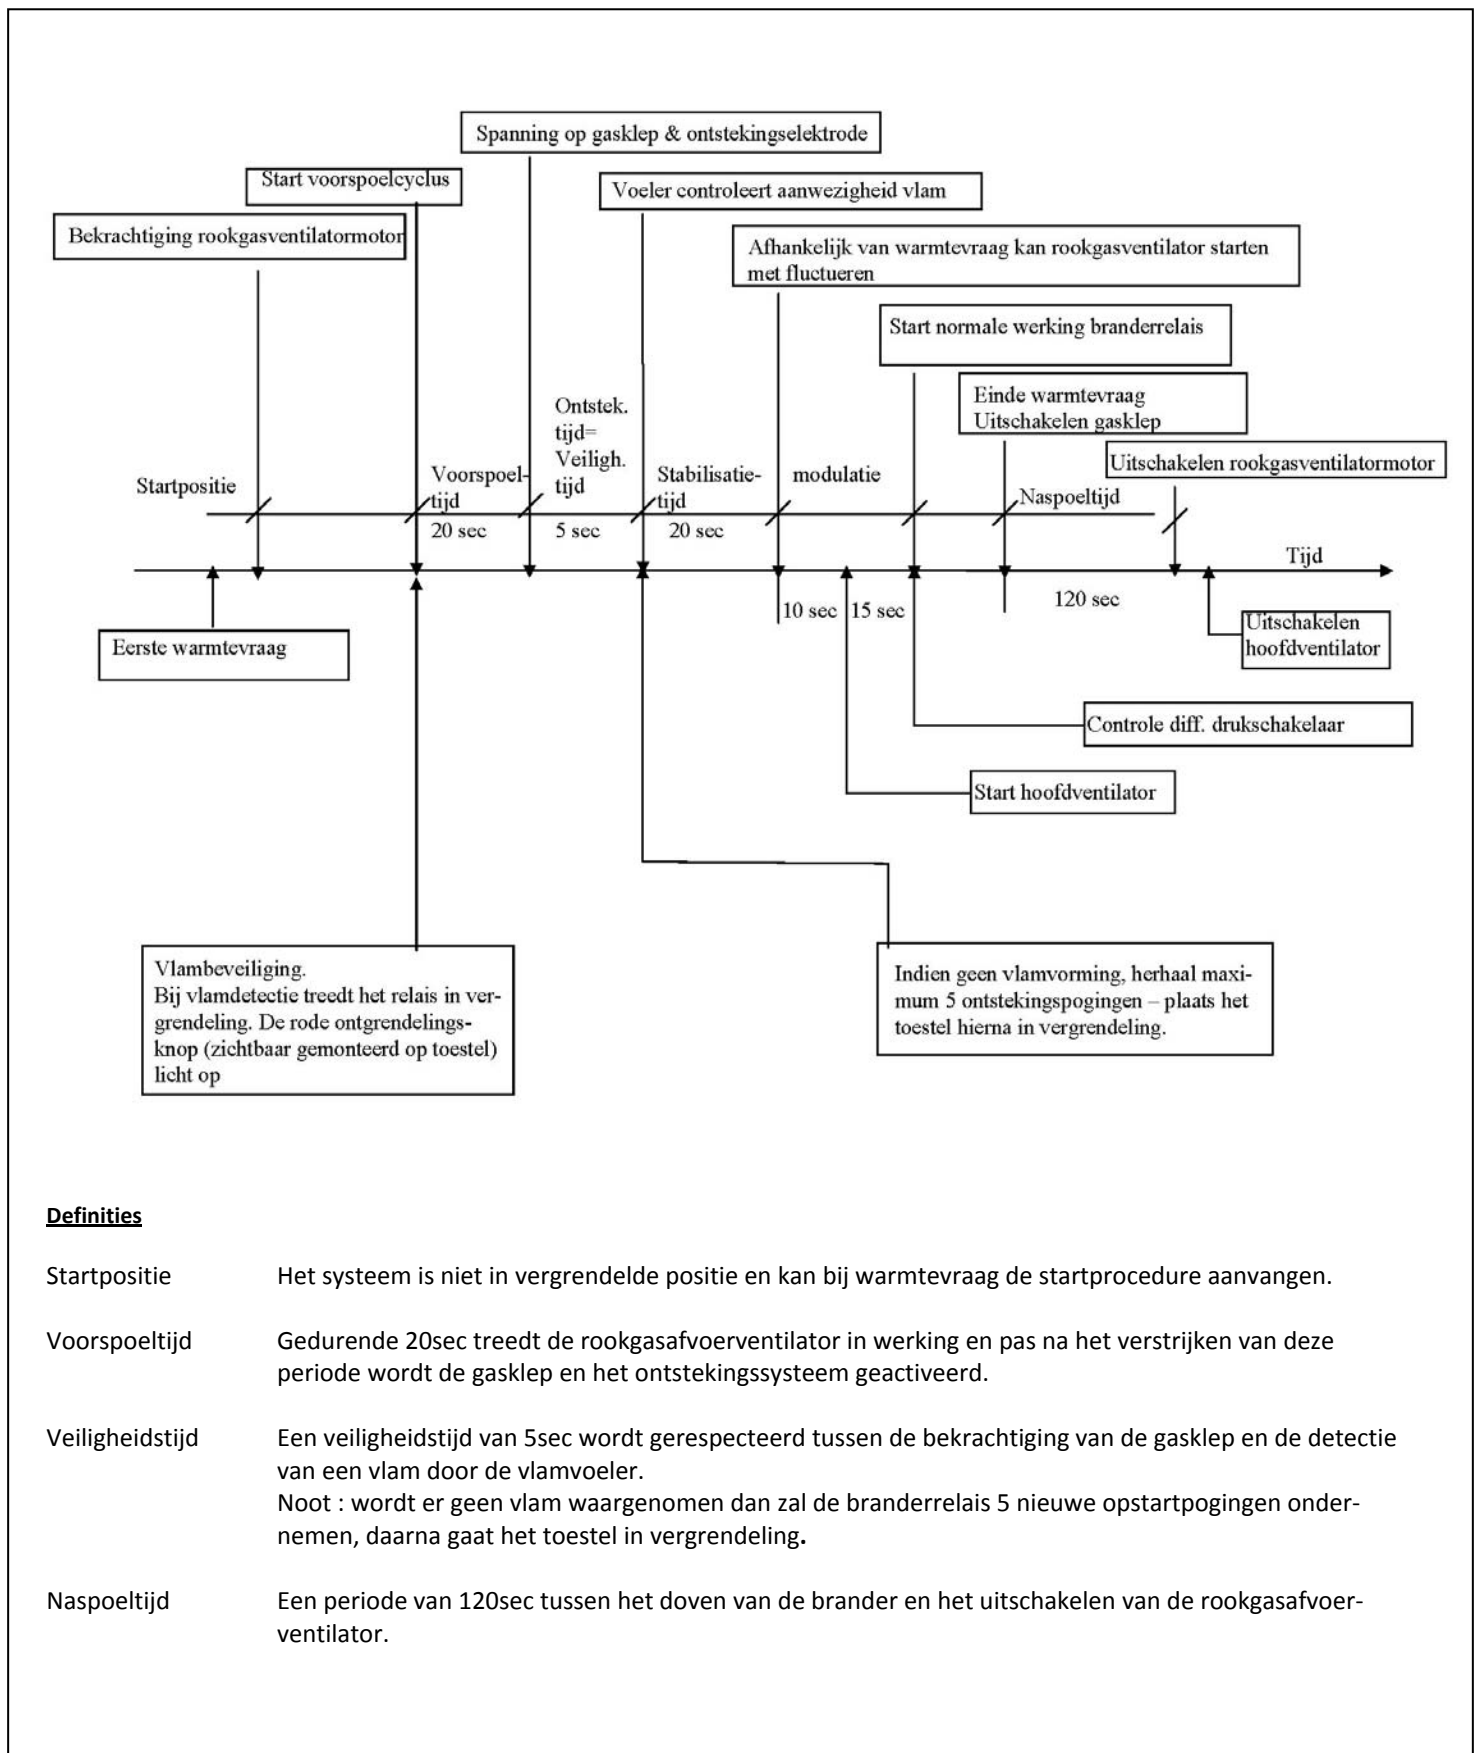 Spanning op gasklep & ontstekingselektrode
Start voorspoelcyclus
Voeler controleert aanwezigheid vlam
Bekrachtiging rookgasventilatormotor
Afhankelijk van warmtevraag kan rookgasventilator starten
met fluctueren
Start normale werking branderrelais
Einde warmtevraag
Uitschakelen gasklep
Uitschakelen rookgasventilatormotor
Startpositie
Voorspoel-
tijd
20 sec
Ontstek.
tijd=
Veiligh.
tijd
5 sec
Stabilisatie-
tijd
20 sec
modulatie
Naspoeltijd
Tijd
10 sec
15 sec
120 sec
Eerste warmtevraag
Uitschakelen
hoofdventilator
Controle diff. drukschakelaar
Start hoofdventilator
Vlambeveiliging.
Bij vlamdetectie treedt het relais in ver-
grendeling. De rode ontgrendelings-
knop (zichtbaar gemonteerd op toestel)
licht op
Indien geen vlamvorming, herhaal maxi-
mum 5 ontstekingspogingen – plaats het
toestel hierna in vergrendeling.
Definities
Startpositie Het systeem is niet in vergrendelde positie en kan bij warmtevraag de startprocedure aanvangen.
Voorspoeltijd Gedurende 20sec treedt de rookgasafvoerventilator in werking en pas na het verstrijken van deze
periode wordt de gasklep en het ontstekingssysteem geactiveerd.
Veiligheidstijd Een veiligheidstijd van 5sec wordt gerespecteerd tussen de bekrachtiging van de gasklep en de detectie
van een vlam door de vlamvoeler.
Noot : wordt er geen vlam waargenomen dan zal de branderrelais 5 nieuwe opstartpogingen onder-
nemen, daarna gaat het toestel in vergrendeling.
Naspoeltijd Een periode van 120sec tussen het doven van de brander en het uitschakelen van de rookgasafvoer-
ventilator.